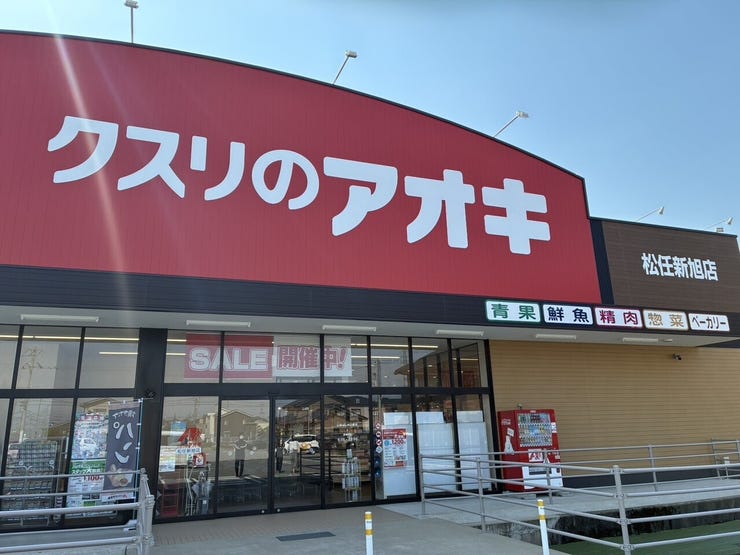 クスリのアオキ
松任新旭店
青果 鮮魚 精肉 惣菜 ベーカリー
SALE 開催中!
パン